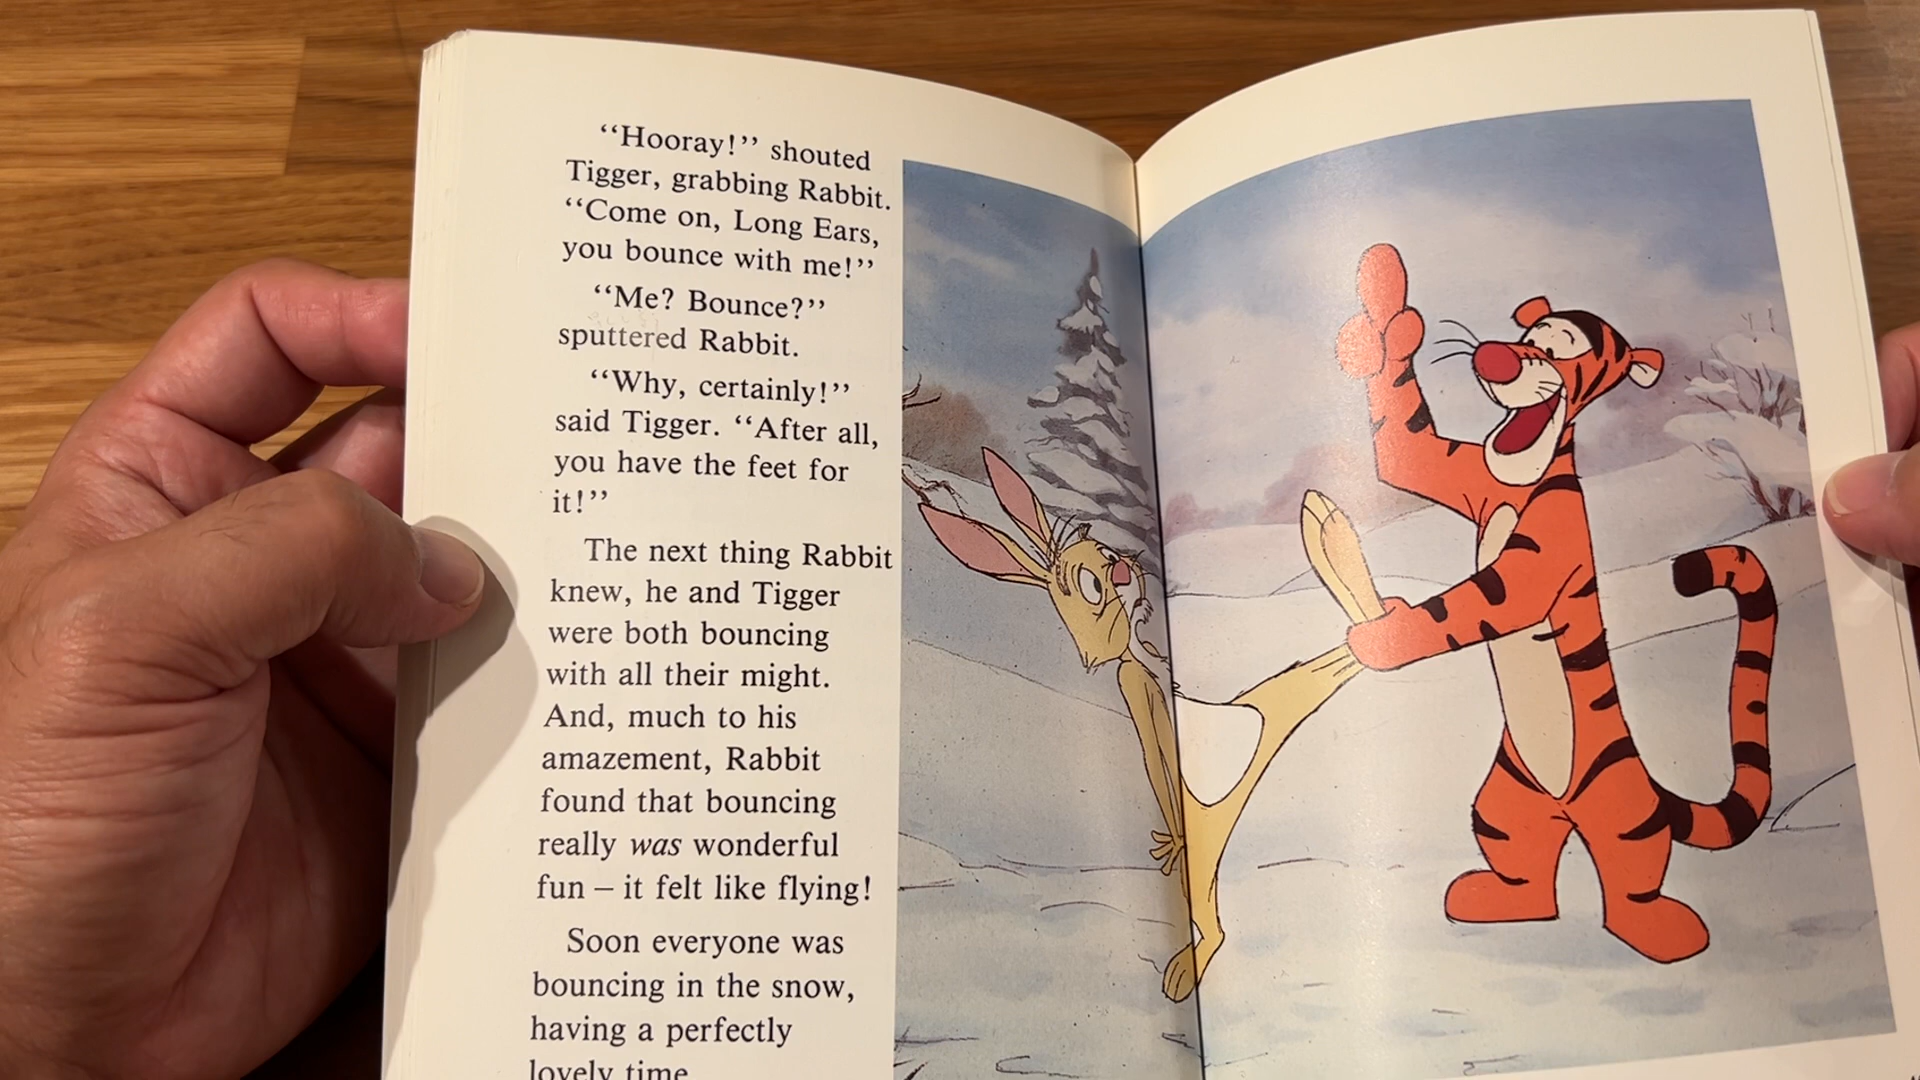 “Hooray!” shouted
Tigger, grabbing Rabbit.
“Come on, Long Ears,
you bounce with me!”
“Me? Bounce?”
sputtered Rabbit.
“Why, certainly!”
said Tigger. “After all,
you have the feet for
it!”
The next thing Rabbit
knew, he and Tigger
were both bouncing
with all their might.
And, much to his
amazement, Rabbit
found that bouncing
really was wonderful
fun – it felt like flying!
Soon everyone was
bouncing in the snow,
having a perfectly
lovely time